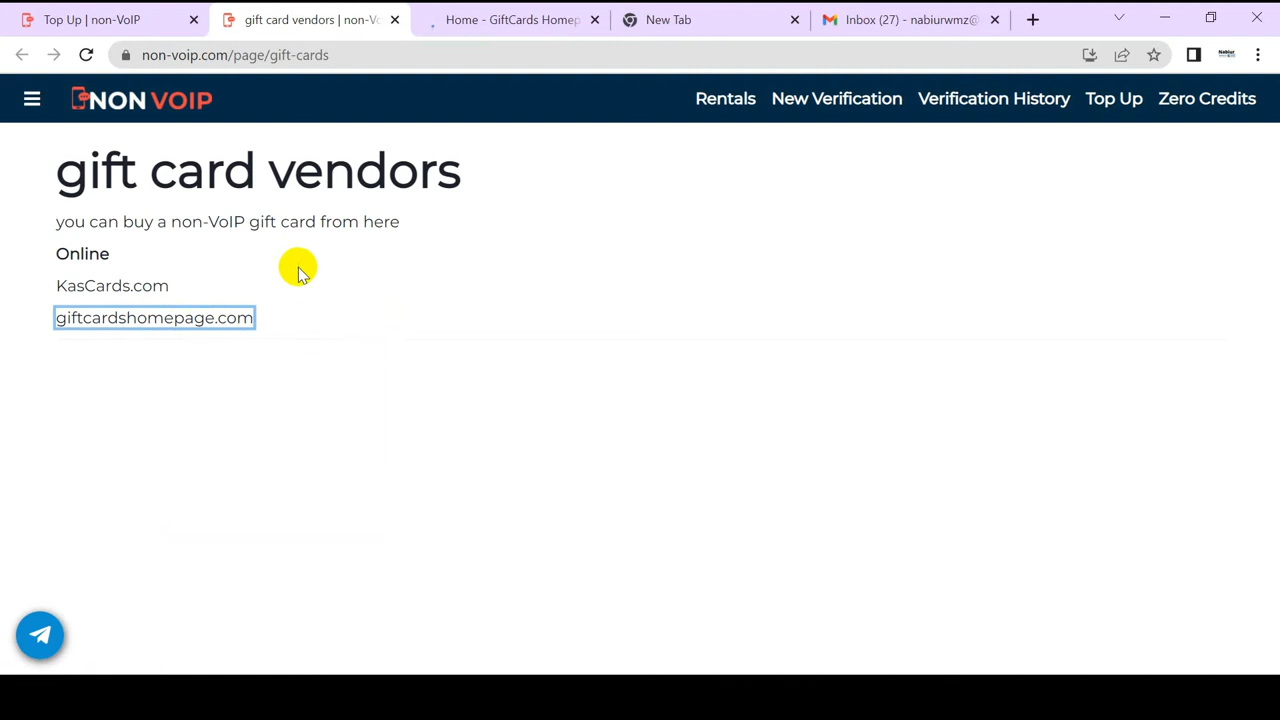 Top Up | non-VoIP
gift card vendors | non-Vo
Home - GiftCards Homep
New Tab
Inbox (27) - nabiurwmz@
non-voip.com/page/gift-cards
NON VOIP
Rentals
New Verification
Verification History
Top Up
Zero Credits
gift card vendors
you can buy a non-VoIP gift card from here
Online
KasCards.com
giftcardshomepage.com